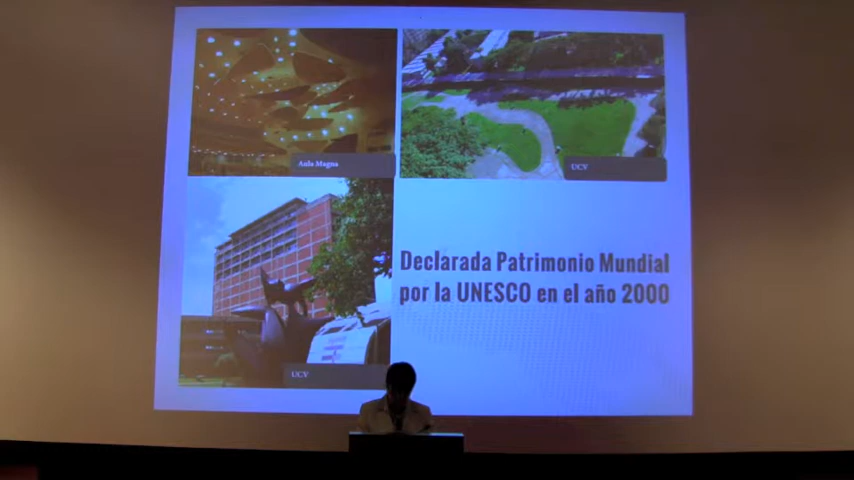 Aula Magna
UCV
UCV
Declarada Patrimonio Mundial
por la UNESCO en el año 2000